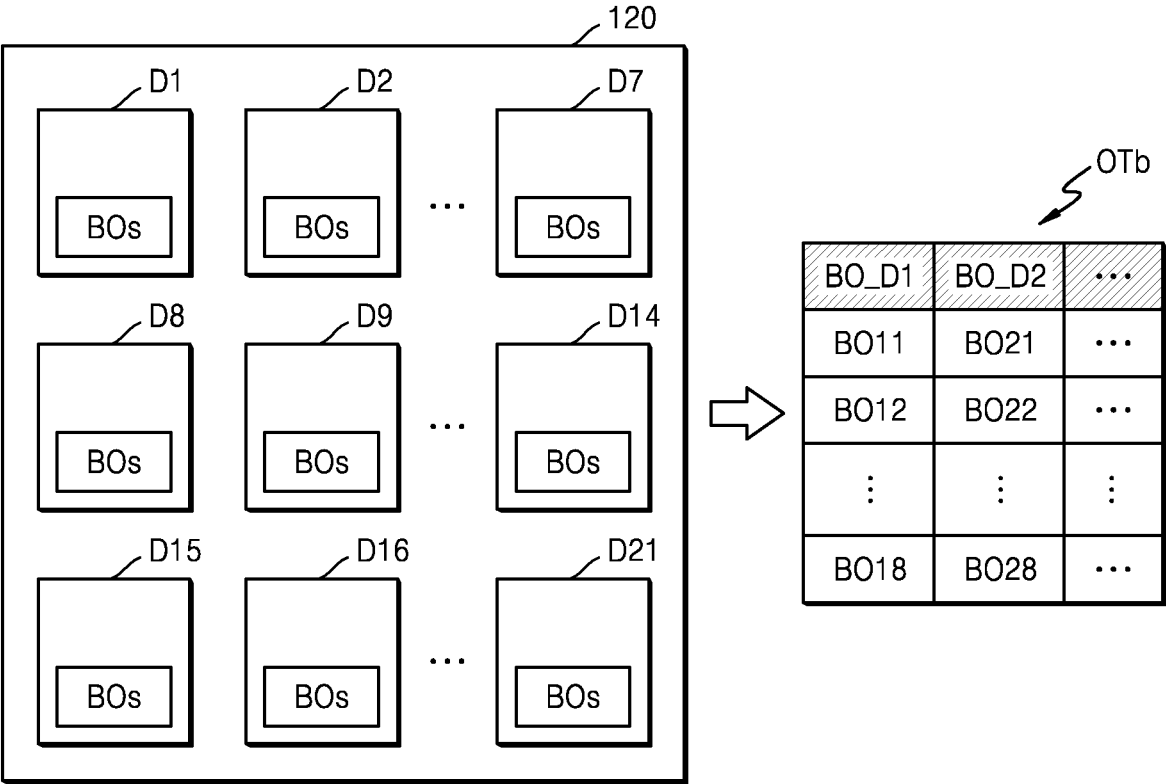 120
D1 D2 D7
BOs BOs ... BOs
D8 D9 D14
BOs BOs ... BOs
D15 D16 D21
BOs BOs ... BOs
OTb
BO_D1 BO_D2 ...
BO11 BO21 ...
BO12 BO22 ...
⋮ ⋮ ⋮
BO18 BO28 ...